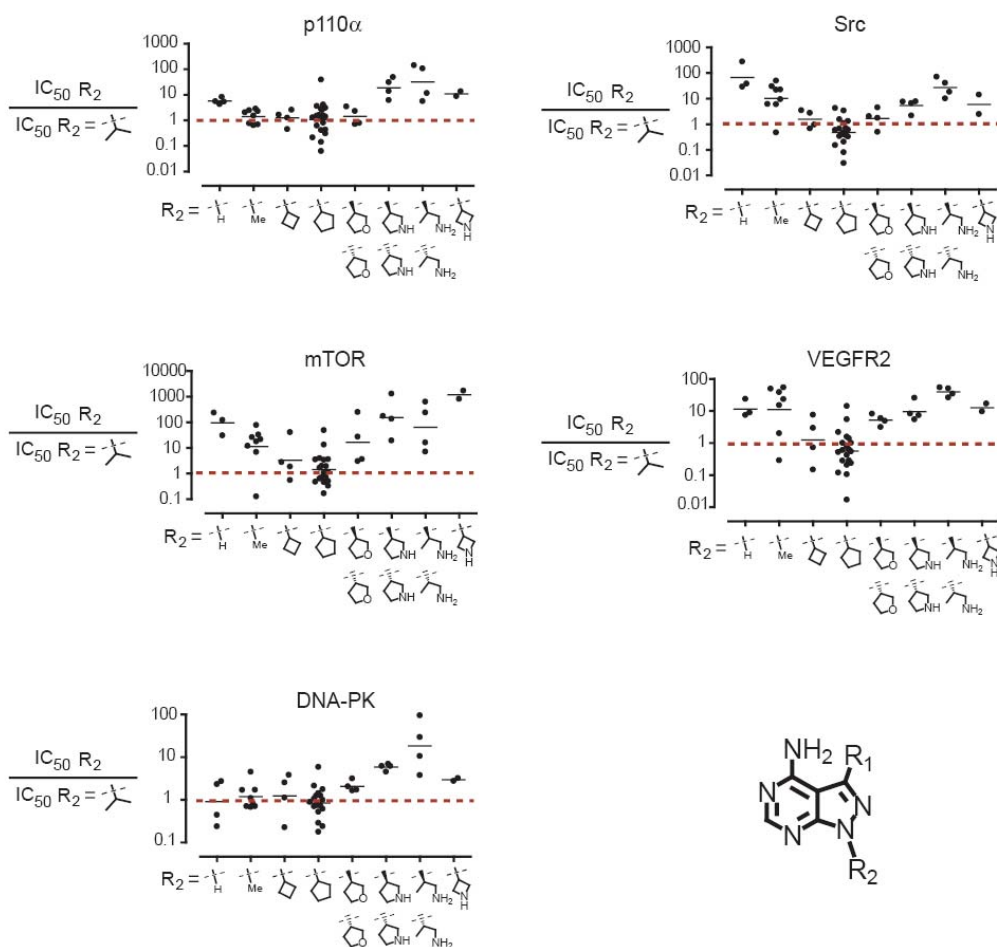 p110α
IC50 R2
IC50 R2 =
1000
100
10
1
0.1
0.01
R2 =
H
Me
O
NH
NH2
N
H
O
NH
NH2
Src
IC50 R2
IC50 R2 =
1000
100
10
1
0.1
0.01
R2 =
H
Me
O
NH
NH2
N
H
O
NH
NH2
mTOR
IC50 R2
IC50 R2 =
10000
1000
100
10
1
0.1
R2 =
H
Me
O
NH
NH2
N
H
O
NH
NH2
VEGFR2
IC50 R2
IC50 R2 =
100
10
1
0.1
0.01
R2 =
H
Me
O
NH
NH2
N
H
O
NH
NH2
DNA-PK
IC50 R2
IC50 R2 =
100
10
1
0.1
R2 =
H
Me
O
NH
NH2
N
H
O
NH
NH2
NH2
R1
N
N
N
N
R2